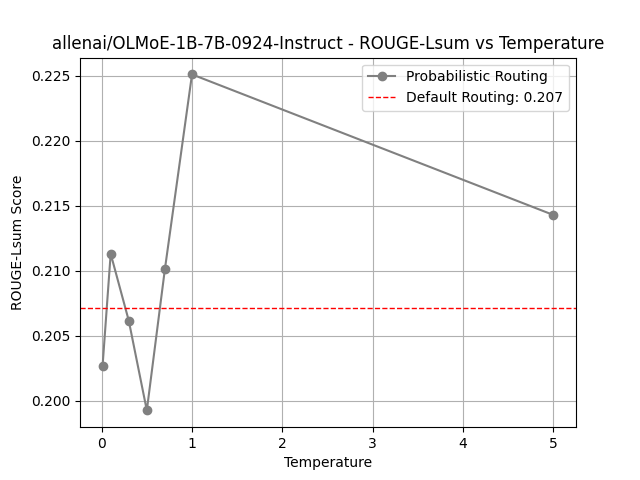 allenai/OLMoE-1B-7B-0924-Instruct - ROUGE-Lsum vs Temperature
Probabilistic Routing
Default Routing: 0.207
ROUGE-Lsum Score
0.225
0.220
0.215
0.210
0.205
0.200
0 1 2 3 4 5
Temperature